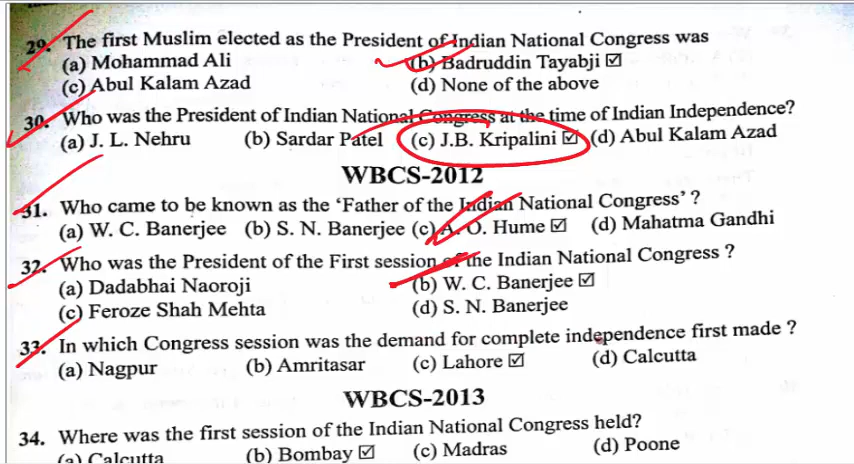 29. The first Muslim elected as the President of Indian National Congress was
(a) Mohammad Ali (b) Badruddin Tayabji ☑
(c) Abul Kalam Azad (d) None of the above
30. Who was the President of Indian National Congress at the time of Indian Independence?
(a) J. L. Nehru (b) Sardar Patel (c) J.B. Kripalini ☑ (d) Abul Kalam Azad
WBCS-2012
31. Who came to be known as the ‘Father of the Indian National Congress’ ?
(a) W. C. Banerjee (b) S. N. Banerjee (c) A. O. Hume ☑ (d) Mahatma Gandhi
32. Who was the President of the First session of the Indian National Congress ?
(a) Dadabhai Naoroji (b) W. C. Banerjee ☑
(c) Feroze Shah Mehta (d) S. N. Banerjee
33. In which Congress session was the demand for complete independence first made ?
(a) Nagpur (b) Amritasar (c) Lahore ☑ (d) Calcutta
WBCS-2013
34. Where was the first session of the Indian National Congress held?
(a) Calcutta (b) Bombay ☑ (c) Madras (d) Poone